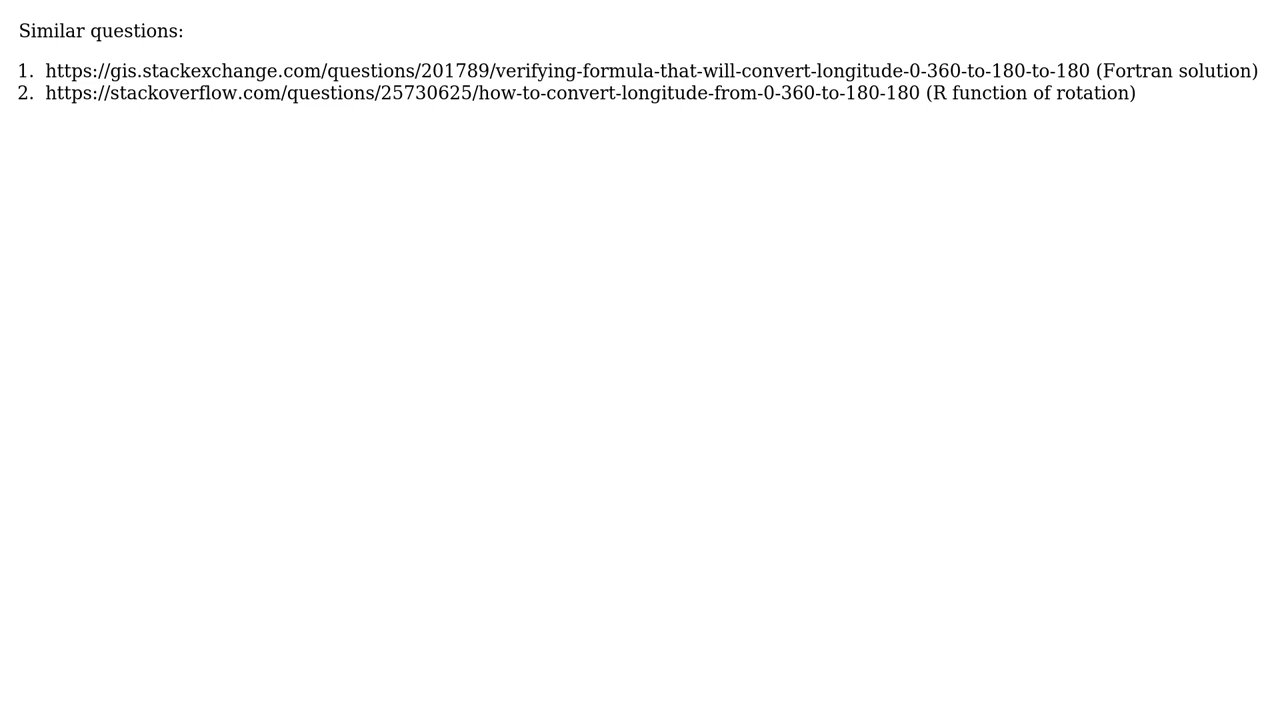 Similar questions:
1. https://gis.stackexchange.com/questions/201789/verifying-formula-that-will-convert-longitude-0-360-to-180-to-180 (Fortran solution)
2. https://stackoverflow.com/questions/25730625/how-to-convert-longitude-from-0-360-to-180-180 (R function of rotation)